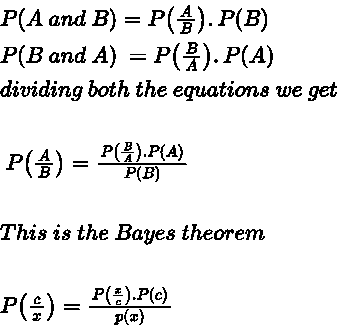 P(A and B) = P(A/B). P(B)
P(B and A) = P(B/A). P(A)
dividing both the equations we get
P(A/B) = P(B/A).P(A) / P(B)
This is the Bayes theorem
P(c/x) = P(x/c).P(c) / p(x)